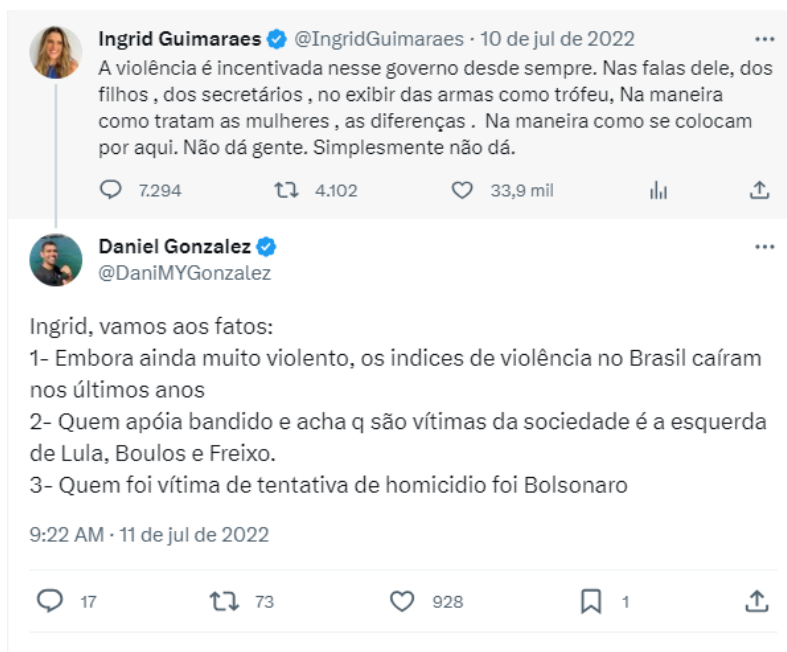 Ingrid Guimaraes @IngridGuimaraes · 10 de jul de 2022
A violência é incentivada nesse governo desde sempre. Nas falas dele, dos
filhos , dos secretários , no exibir das armas como trófeu, Na maneira
como tratam as mulheres , as diferenças . Na maneira como se colocam
por aqui. Não dá gente. Simplesmente não dá.
7.294 4.102 33,9 mil
Daniel Gonzalez
@DaniMYGonzalez
Ingrid, vamos aos fatos:
1- Embora ainda muito violento, os indices de violência no Brasil caíram
nos últimos anos
2- Quem apóia bandido e acha q são vítimas da sociedade é a esquerda
de Lula, Boulos e Freixo.
3- Quem foi vítima de tentativa de homicidio foi Bolsonaro
9:22 AM · 11 de jul de 2022
17 73 928 1